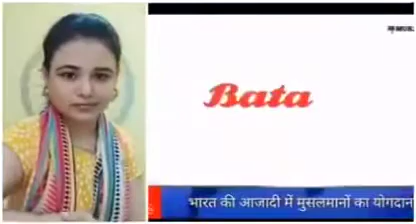 Bata
भारत की आजादी में मुसलमानों का योगदान